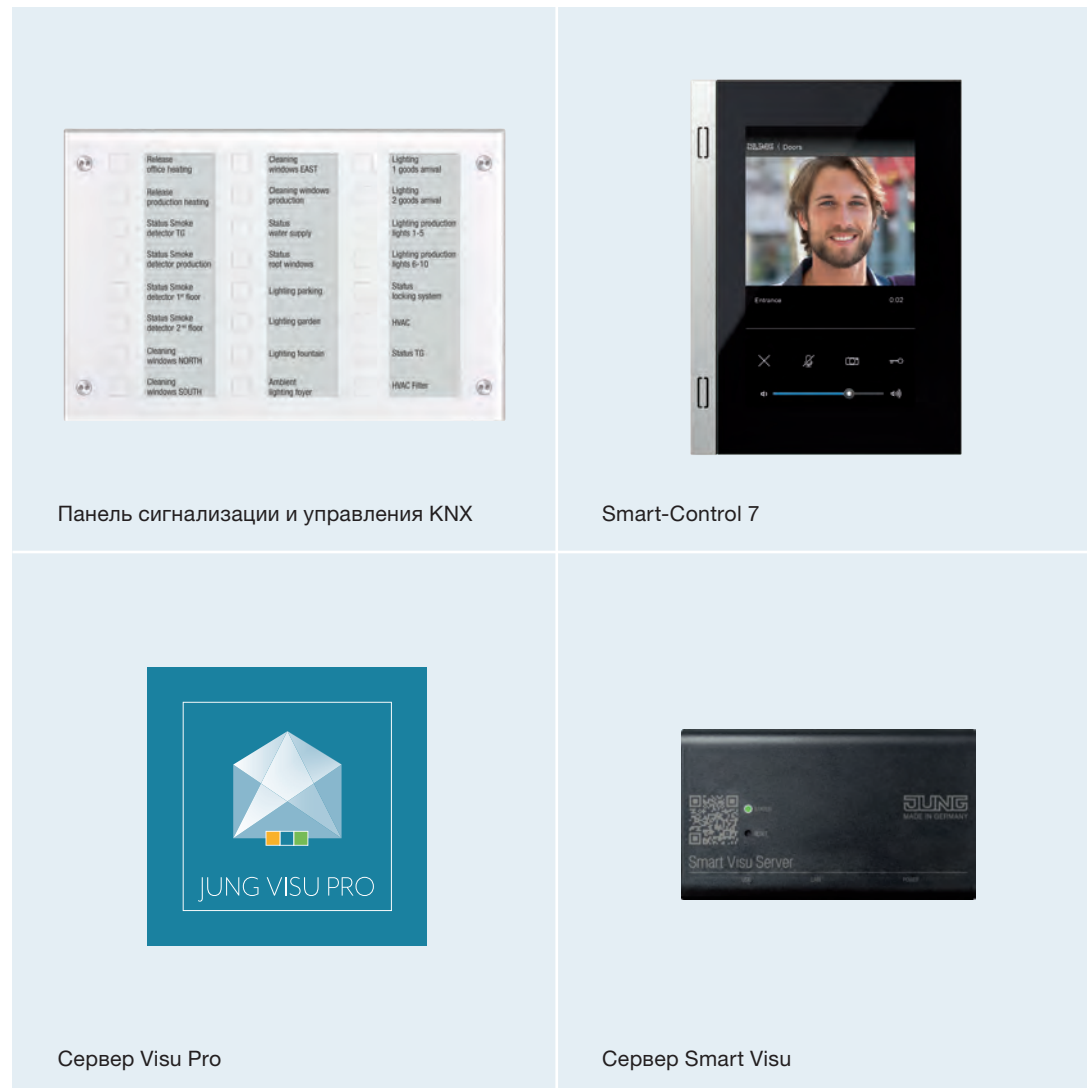 Release
office heating
Release
production heating
Status Smoke
detector TG
Status Smoke
detector production
Status Smoke
detector 1st floor
Status Smoke
detector 2nd floor
Cleaning
windows NORTH
Cleaning
windows SOUTH
Cleaning
windows EAST
Cleaning windows
production
Status
water supply
Status
roof windows
Lighting parking
Lighting garden
Lighting fountain
Ambient
lighting foyer
Lighting
1 goods arrival
Lighting
2 goods arrival
Lighting production
lights 1-5
Lighting production
lights 6-10
Status
locking system
HVAC
Status TG
HVAC Filter
Панель сигнализации и управления KNX
JUNG | Doors
Entrance 0:02
Smart-Control 7
JUNG VISU PRO
Сервер Visu Pro
JUNG
MADE IN GERMANY
Smart Visu Server
USB LAN POWER
Сервер Smart Visu